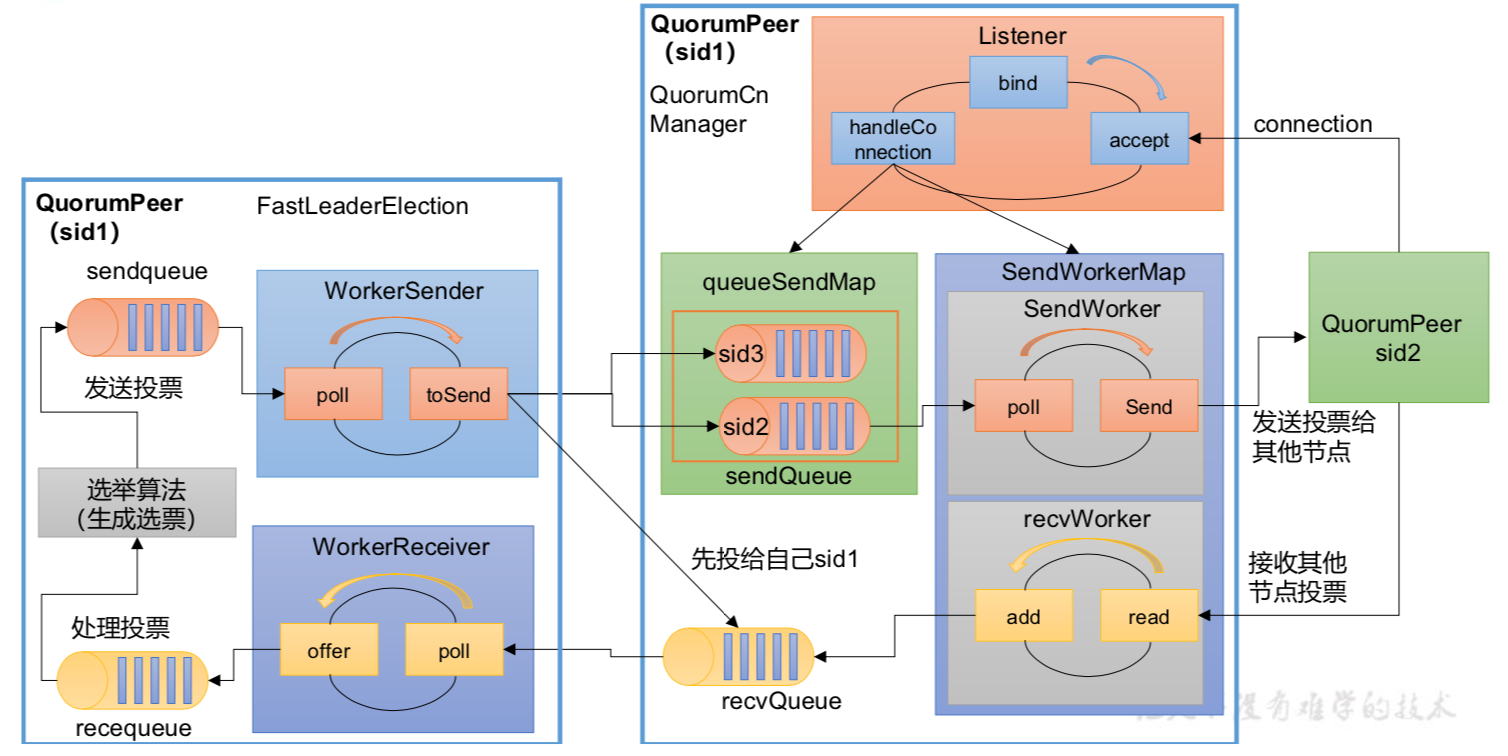 QuorumPeer
（sid1）
FastLeaderElection
sendqueue
WorkerSender
poll
toSend
发送投票
选举算法
(生成选票）
WorkerReceiver
offer
poll
处理投票
recequeue
QuorumPeer
（sid1）
QuorumCn
Manager
Listener
bind
handleCo
nnection
accept
connection
queueSendMap
sid3
sid2
sendQueue
SendWorkerMap
SendWorker
poll
Send
recvWorker
add
read
先投给自己sid1
recvQueue
QuorumPeer
sid2
发送投票给
其他节点
接收其他
节点投票
没有难学的技术